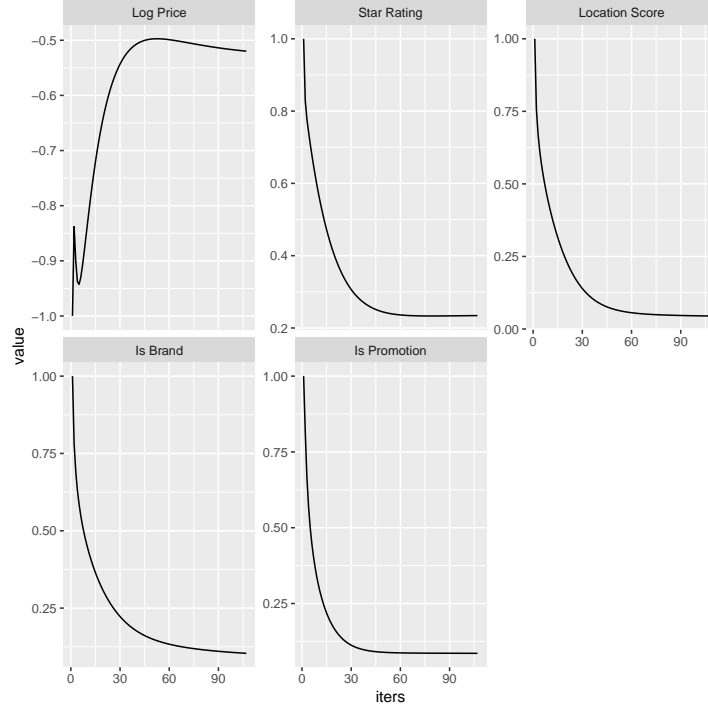 Log Price
Star Rating
Location Score
−0.5
−0.6
−0.7
−0.8
−0.9
−1.0
1.0
0.8
0.6
0.4
0.2
1.00
0.75
0.50
0.25
0.00
0 30 60 90
value
Is Brand
Is Promotion
1.00
0.75
0.50
0.25
1.00
0.75
0.50
0.25
0 30 60 90
0 30 60 90
iters